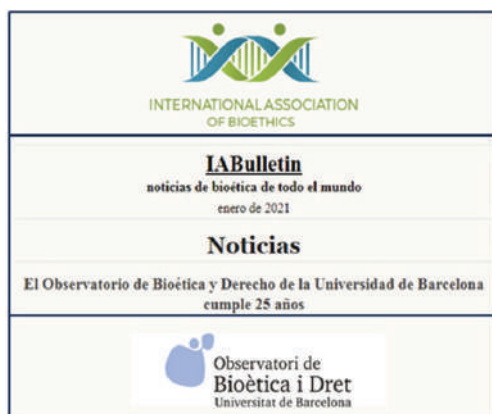 INTERNATIONAL ASSOCIATION
OF BIOETHICS
IABulletin
noticias de bioética de todo el mundo
enero de 2021
Noticias
El Observatorio de Bioética y Derecho de la Universidad de Barcelona
cumple 25 años
Observatori de
Bioètica i Dret
Universitat de Barcelona